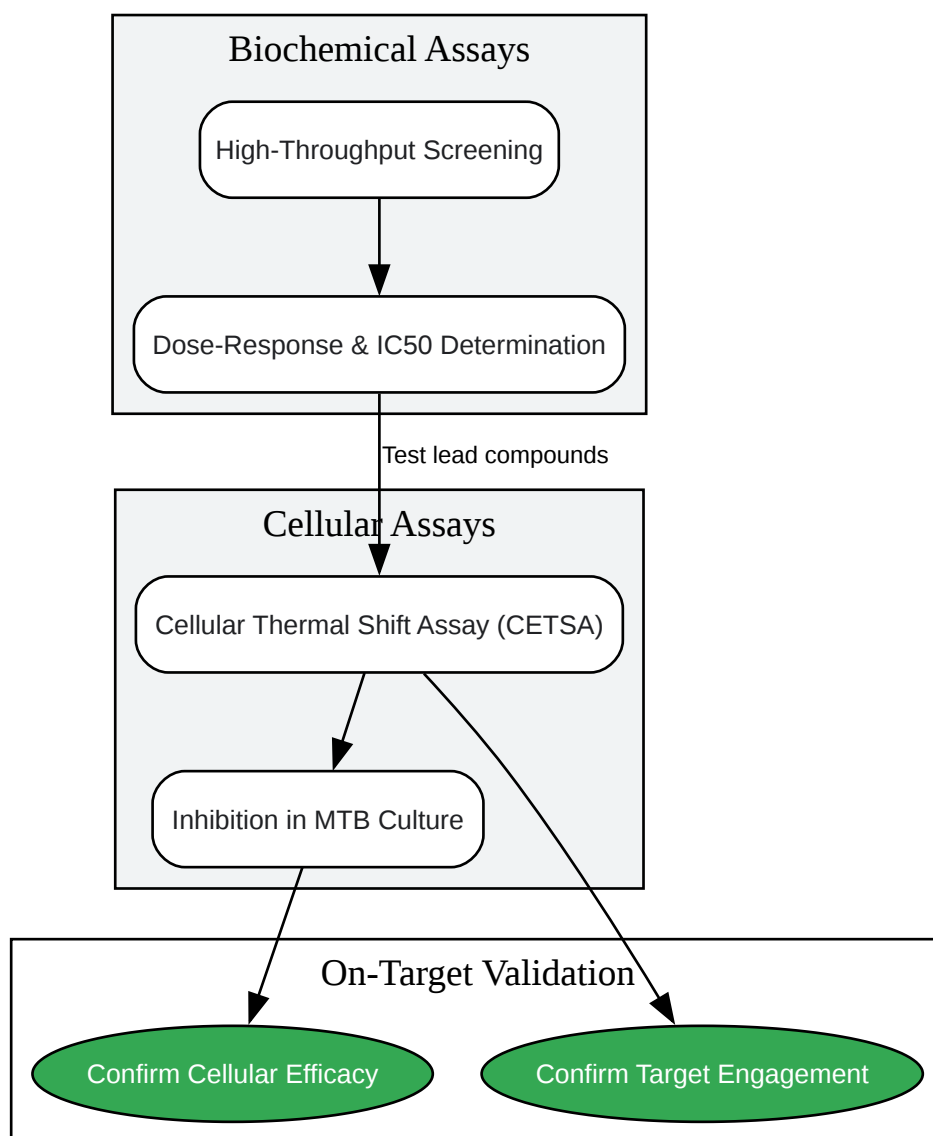 Biochemical Assays
High-Throughput Screening
Dose-Response & IC50 Determination
Test lead compounds
Cellular Assays
Cellular Thermal Shift Assay (CETSA)
Inhibition in MTB Culture
On-Target Validation
Confirm Cellular Efficacy
Confirm Target Engagement